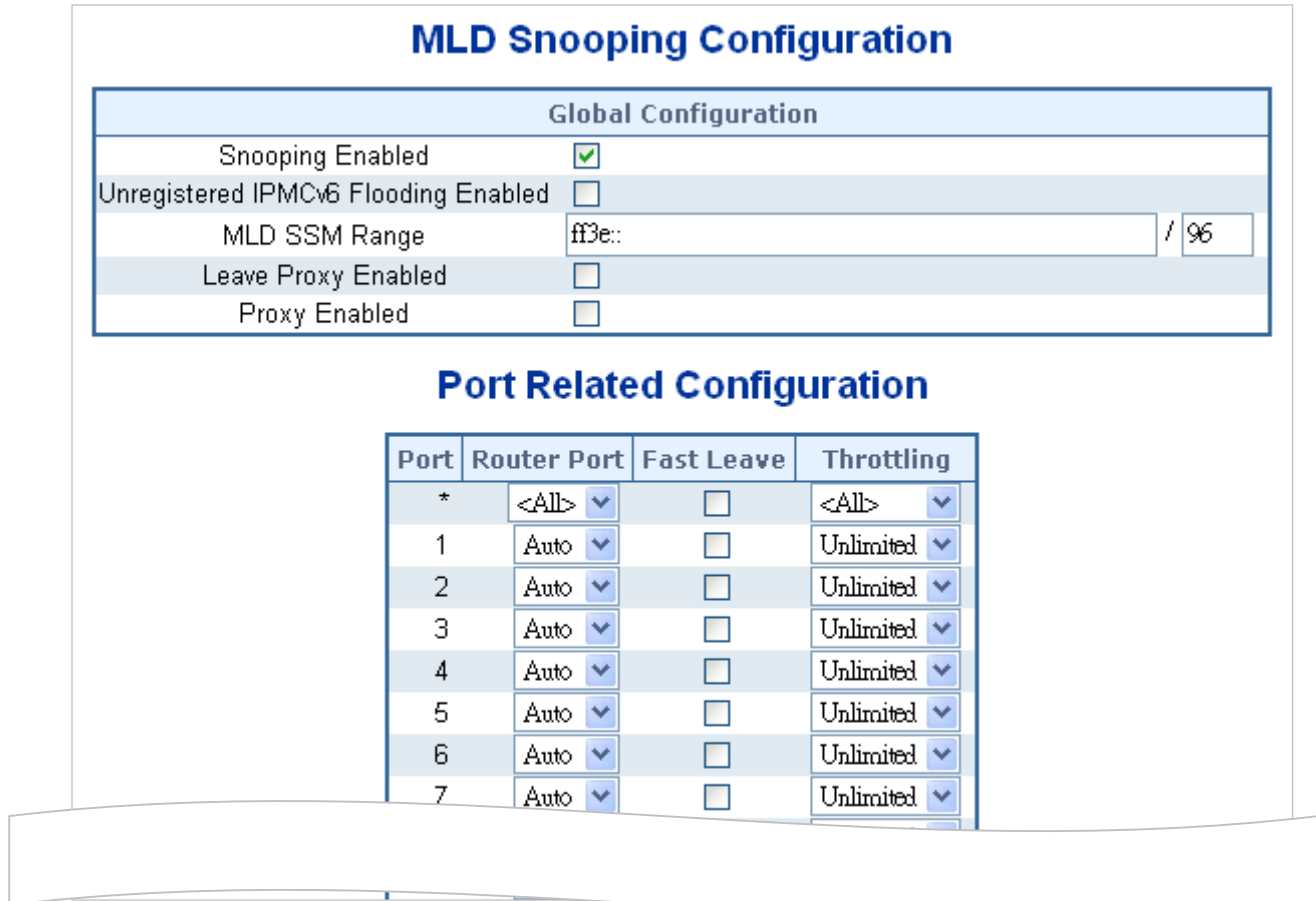 MLD Snooping Configuration
Global Configuration
Snooping Enabled
Unregistered IPMCv6 Flooding Enabled
MLD SSM Range ff3e:: / 96
Leave Proxy Enabled
Proxy Enabled
Port Related Configuration
Port Router Port Fast Leave Throttling
* <All> <All>
1 Auto Unlimited
2 Auto Unlimited
3 Auto Unlimited
4 Auto Unlimited
5 Auto Unlimited
6 Auto Unlimited
7 Auto Unlimited